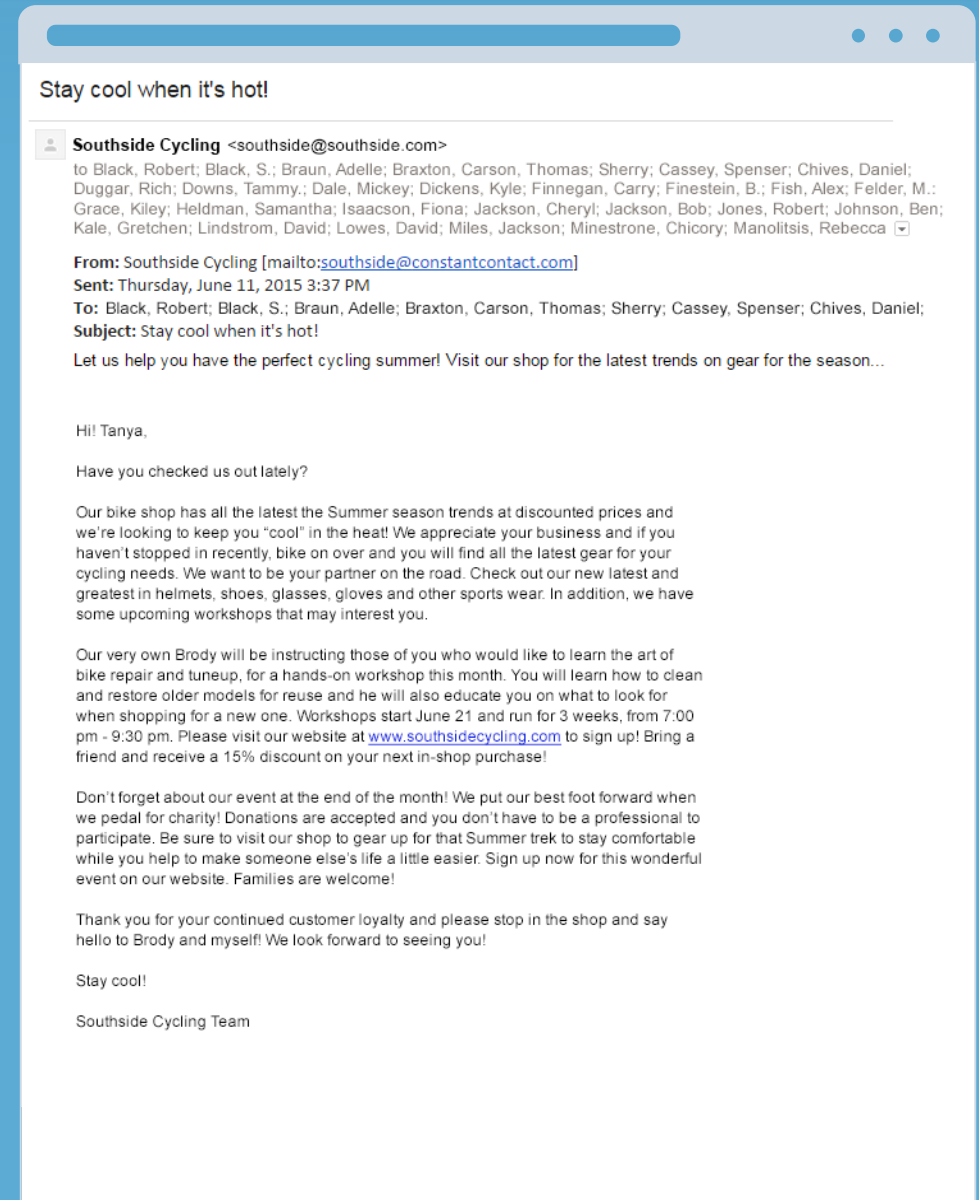 Stay cool when it's hot!
Southside Cycling <southside@southside.com>
to Black, Robert; Black, S.; Braun, Adelle; Braxton, Carson, Thomas; Sherry; Cassey, Spenser; Chives, Daniel;
Duggar, Rich; Downs, Tammy.; Dale, Mickey; Dickens, Kyle; Finnegan, Carry; Finestein, B.; Fish, Alex; Felder, M.:
Grace, Kiley; Heldman, Samantha; Isaacson, Fiona; Jackson, Cheryl; Jackson, Bob; Jones, Robert; Johnson, Ben;
Kale, Gretchen; Lindstrom, David; Lowes, David; Miles, Jackson; Minestrone, Chicory; Manolitsis, Rebecca
From: Southside Cycling [mailto:southside@constantcontact.com]
Sent: Thursday, June 11, 2015 3:37 PM
To: Black, Robert; Black, S.; Braun, Adelle; Braxton, Carson, Thomas; Sherry; Cassey, Spenser; Chives, Daniel;
Subject: Stay cool when it's hot!
Let us help you have the perfect cycling summer! Visit our shop for the latest trends on gear for the season...
Hi! Tanya,
Have you checked us out lately?
Our bike shop has all the latest the Summer season trends at discounted prices and
we're looking to keep you “cool” in the heat! We appreciate your business and if you
haven't stopped in recently, bike on over and you will find all the latest gear for your
cycling needs. We want to be your partner on the road. Check out our new latest and
greatest in helmets, shoes, glasses, gloves and other sports wear. In addition, we have
some upcoming workshops that may interest you.
Our very own Brody will be instructing those of you who would like to learn the art of
bike repair and tuneup, for a hands-on workshop this month. You will learn how to clean
and restore older models for reuse and he will also educate you on what to look for
when shopping for a new one. Workshops start June 21 and run for 3 weeks, from 7:00
pm - 9:30 pm. Please visit our website at www.southsidecycling.com to sign up! Bring a
friend and receive a 15% discount on your next in-shop purchase!
Don't forget about our event at the end of the month! We put our best foot forward when
we pedal for charity! Donations are accepted and you don't have to be a professional to
participate. Be sure to visit our shop to gear up for that Summer trek to stay comfortable
while you help to make someone else's life a little easier. Sign up now for this wonderful
event on our website. Families are welcome!
Thank you for your continued customer loyalty and please stop in the shop and say
hello to Brody and myself! We look forward to seeing you!
Stay cool!
Southside Cycling Team